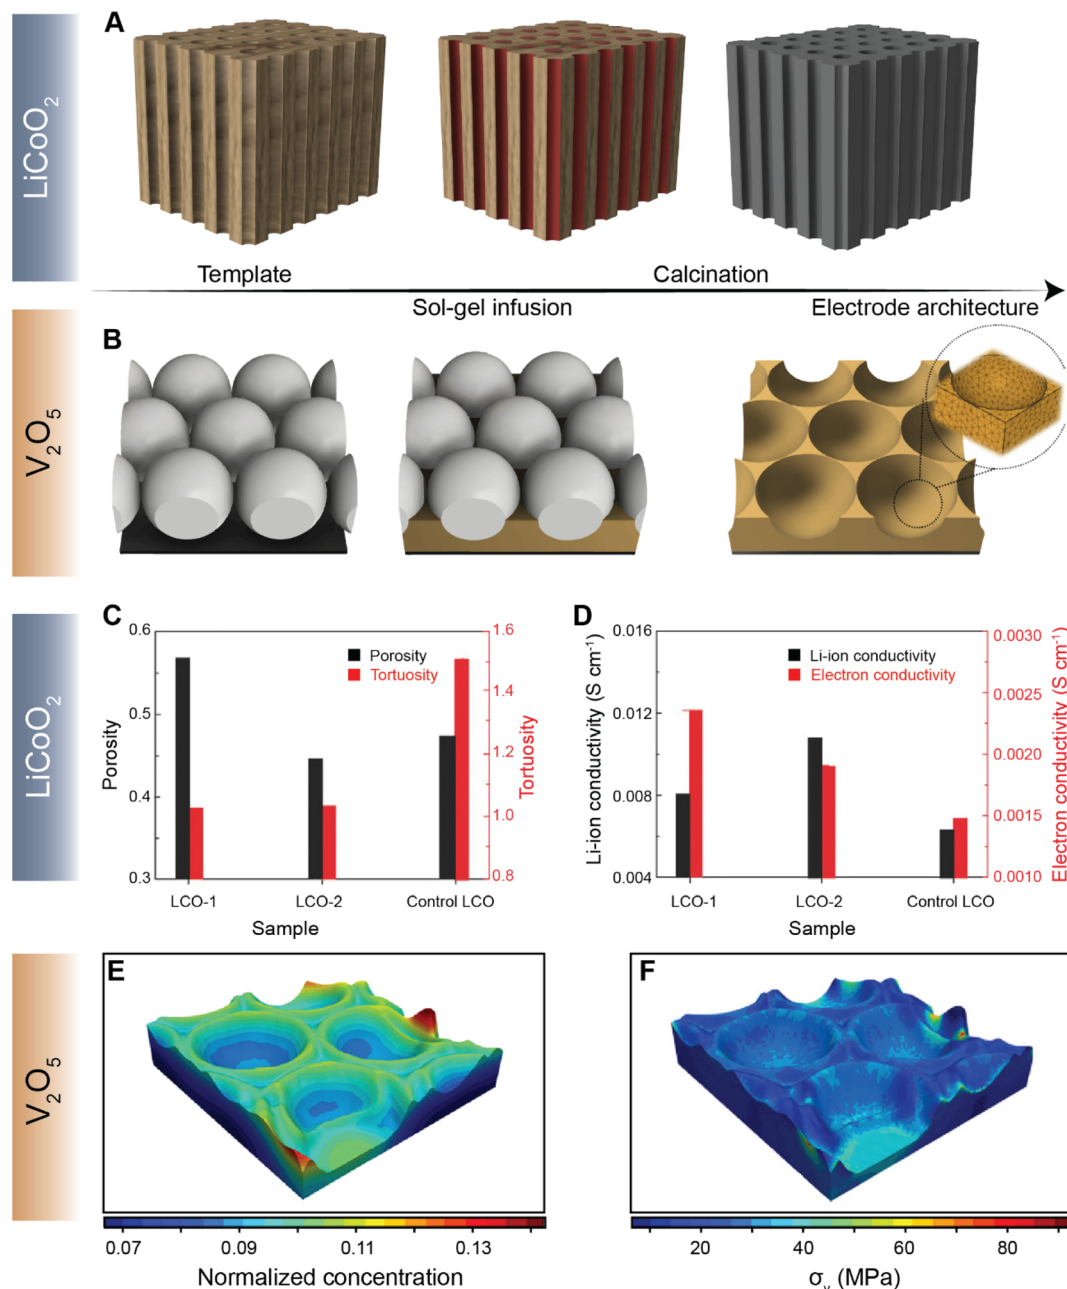 LiCoO2
A
Template
Calcination
Sol-gel infusion
Electrode architecture
V2O5
B
LiCoO2
C
0.6
0.5
0.4
0.3
Porosity
Porosity
Tortuosity
1.6
1.4
1.2
1.0
0.8
Tortuosity
LCO-1
LCO-2
Control LCO
Sample
D
0.016
0.012
0.008
0.004
Li-ion conductivity (S cm⁻¹)
Li-ion conductivity
Electron conductivity
0.0030
0.0025
0.0020
0.0015
0.0010
Electron conductivity (S cm⁻¹)
LCO-1
LCO-2
Control LCO
Sample
V2O5
E
0.07 0.09 0.11 0.13
Normalized concentration
F
20 40 60 80
σv (MPa)